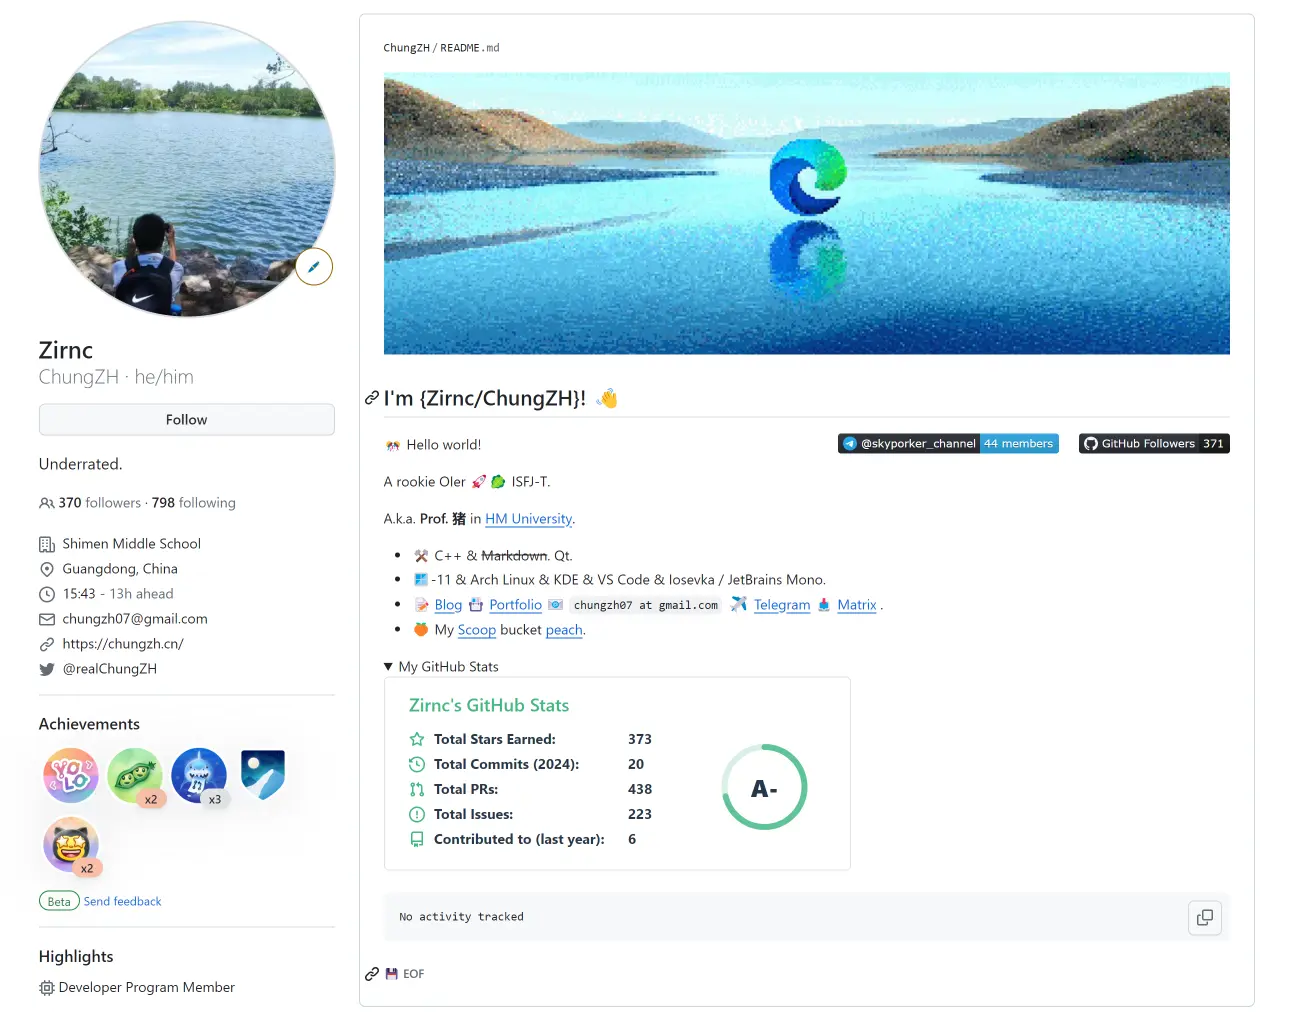 Zirnc
ChungZH · he/him
Follow
Underrated.
370 followers · 798 following
Shimen Middle School
Guangdong, China
15:43 - 13h ahead
chungzh07@gmail.com
https://chungzh.cn/
@realChungZH
Achievements
YOLO
x2
x3
x2
Beta Send feedback
Highlights
Developer Program Member
ChungZH / README.md
I'm {Zirnc/ChungZH}! 👋
🎌 Hello world!
@skyporker_channel 44 members
GitHub Followers 371
A rookie OIer 🚀 🥬 ISFJ-T.
A.k.a. Prof. 猪 in HM University.
• ⚒️ C++ & Markdown. Qt.
• -11 & Arch Linux & KDE & VS Code & Iosevka / JetBrains Mono.
• 📝 Blog Portfolio 📧 chungzh07 at gmail.com Telegram Matrix .
• 🍑 My Scoop bucket peach.
▼ My GitHub Stats
Zirnc's GitHub Stats
Total Stars Earned: 373
Total Commits (2024): 20
Total PRs: 438
Total Issues: 223
Contributed to (last year): 6
A-
No activity tracked
💾 EOF